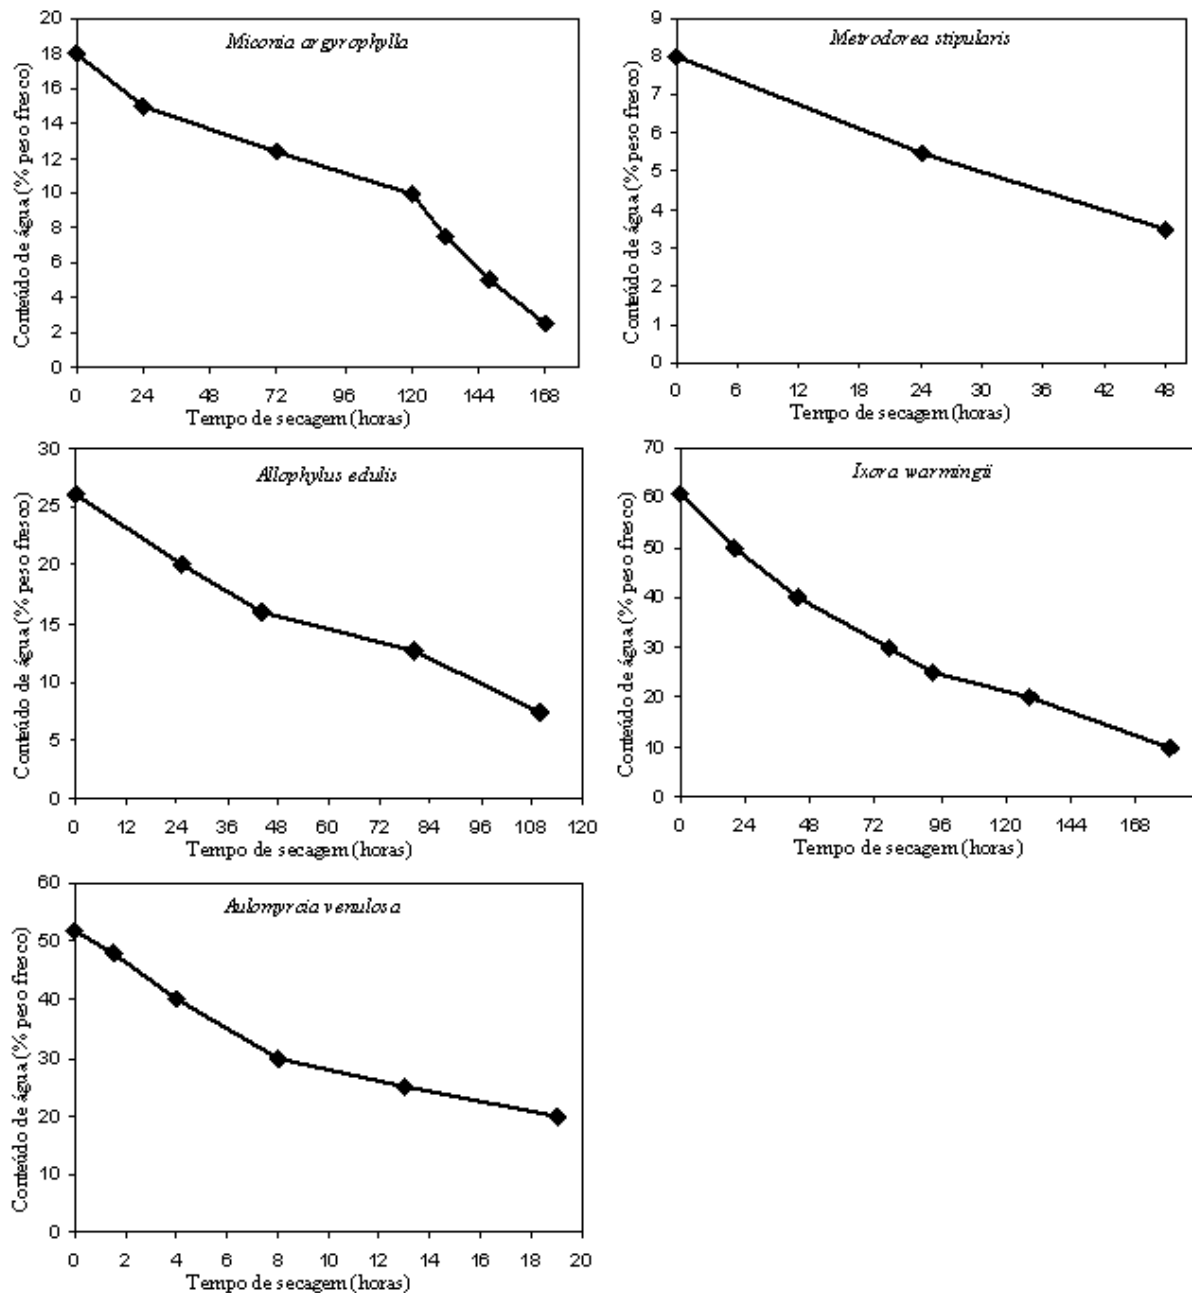 Miconia argyrophylla
Conteúdo de água (% peso fresco)
20
18
16
14
12
10
8
6
4
2
0
0 24 48 72 96 120 144 168
Tempo de secagem (horas)
Metrodorea stipularis
Conteúdo de água (% peso fresco)
9
8
7
6
5
4
3
2
1
0
0 6 12 18 24 30 36 42 48
Tempo de secagem (horas)
Allophylus edulis
Conteúdo de água (% peso fresco)
30
25
20
15
10
5
0
0 12 24 36 48 60 72 84 96 108 120
Tempo de secagem (horas)
Ixora warmingii
Conteúdo de água (% peso fresco)
70
60
50
40
30
20
10
0
0 24 48 72 96 120 144 168
Tempo de secagem (horas)
Aulomyrcia venulosa
Conteúdo de água (% peso fresco)
60
50
40
30
20
10
0
0 2 4 6 8 10 12 14 16 18 20
Tempo de secagem (horas)